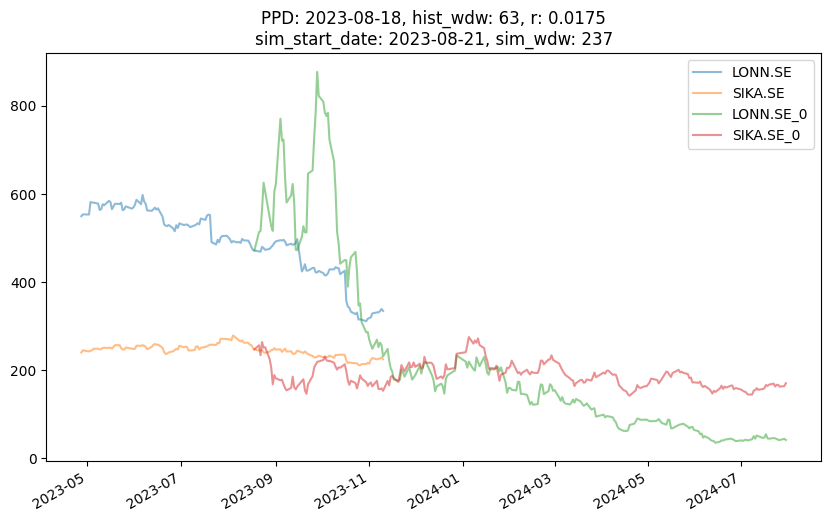 PPD: 2023-08-18, hist_wdw: 63, r: 0.0175
sim_start_date: 2023-08-21, sim_wdw: 237
LONN.SE
SIKA.SE
LONN.SE_0
SIKA.SE_0
800
600
400
200
0
2023-05
2023-07
2023-09
2023-11
2024-01
2024-03
2024-05
2024-07